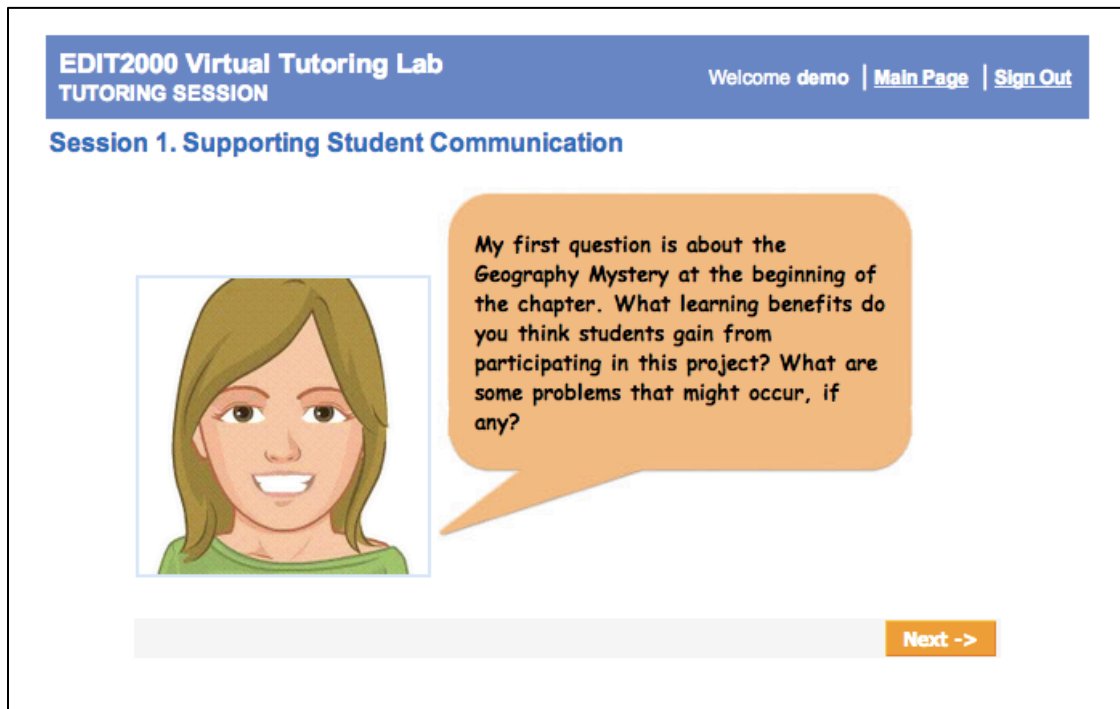 EDIT2000 Virtual Tutoring Lab
TUTORING SESSION
Welcome demo | Main Page | Sign Out
Session 1. Supporting Student Communication
My first question is about the
Geography Mystery at the beginning of
the chapter. What learning benefits do
you think students gain from
participating in this project? What are
some problems that might occur, if
any?
Next ->